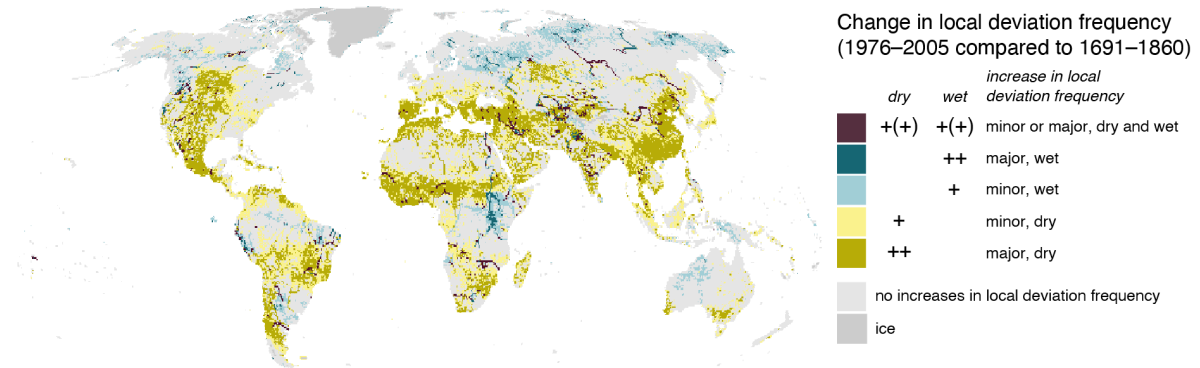 Change in local deviation frequency
(1976–2005 compared to 1691–1860)
increase in local
dry wet deviation frequency
+(+) +(+) minor or major, dry and wet
++ major, wet
+ minor, wet
+ minor, dry
++ major, dry
no increases in local deviation frequency
ice